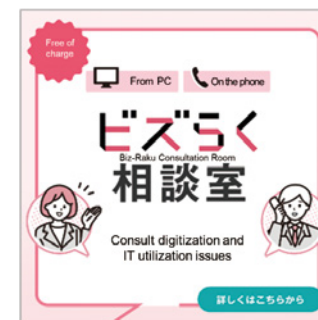 Free of
charge
From PC
On the phone
ビズらく
Biz-Raku Consultation Room
相談室
Consult digitization and
IT utilization issues
詳しくはこちらから